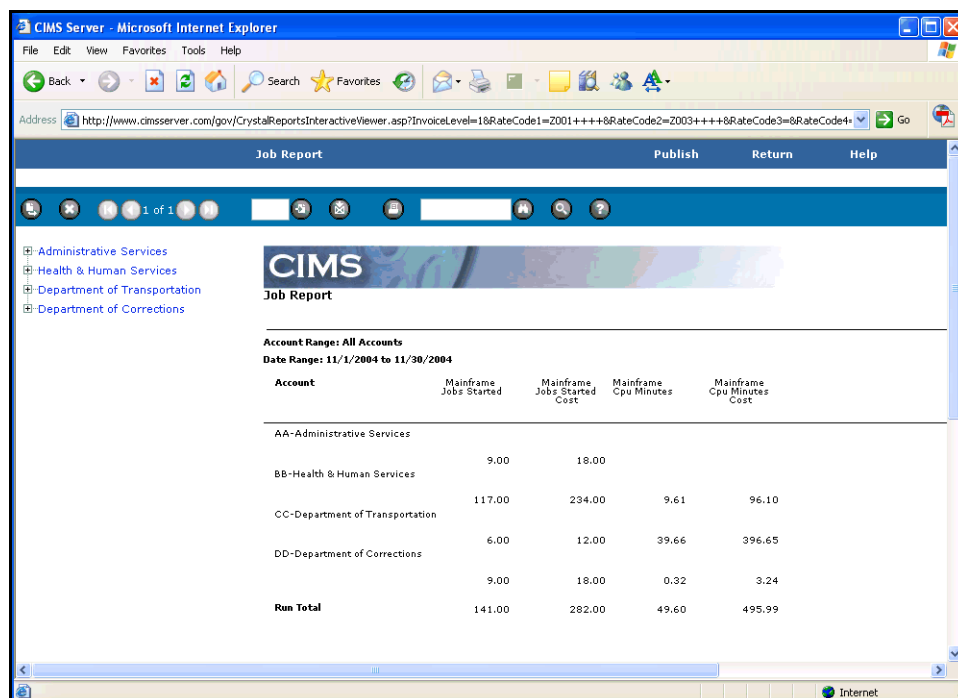 CIMS Server - Microsoft Internet Explorer
File Edit View Favorites Tools Help
Back Search Favorites
Address http://www.cimsserver.com/gov/CrystalReportsInteractiveViewer.asp?InvoiceLevel=1&RateCode1=Z001++++&RateCode2=Z003++++&RateCode3=&RateCode4= Go
Job Report Publish Return Help
1 of 1
Administrative Services
Health & Human Services
Department of Transportation
Department of Corrections
CIMS
Job Report
Account Range: All Accounts
Date Range: 11/1/2004 to 11/30/2004
Account Mainframe Mainframe Mainframe Mainframe
Jobs Started Jobs Started Cpu Minutes Cpu Minutes
Cost Cost
AA-Administrative Services
9.00 18.00
BB-Health & Human Services
117.00 234.00 9.61 96.10
CC-Department of Transportation
6.00 12.00 39.66 396.65
DD-Department of Corrections
9.00 18.00 0.32 3.24
Run Total 141.00 282.00 49.60 495.99
Internet